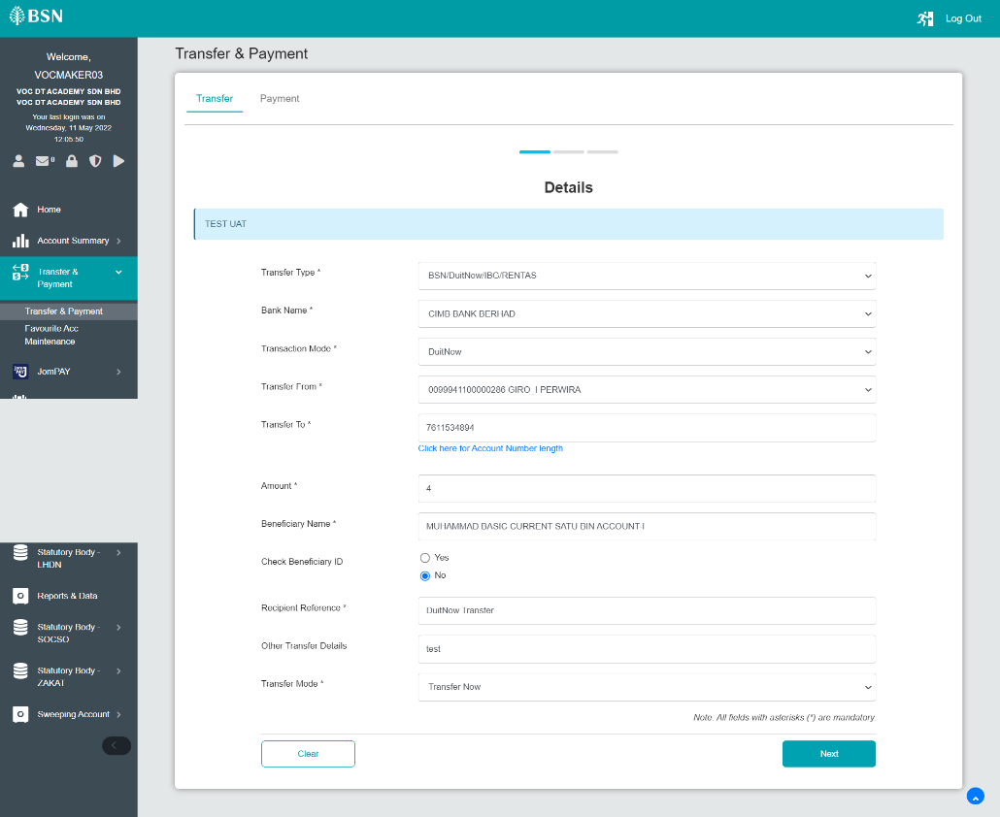 BSN
Log Out
Welcome,
VOCMAKER03
VOC DT ACADEMY SDN BHD
VOC DT ACADEMY SDN BHD
Your last login was on
Wednesday, 11 May 2022
12:05:50
0
Home
Account Summary
Transfer &
Payment
Transfer & Payment
Favourite Acc
Maintenance
JomPAY
Statutory Body -
LHDN
Reports & Data
Statutory Body -
SOCSO
Statutory Body -
ZAKAT
Sweeping Account
Transfer & Payment
Transfer
Payment
Details
TEST UAT
Transfer Type *
BSN/DuitNow/IBG/RENTAS
Bank Name *
CIMB BANK BERHAD
Transaction Mode *
DuitNow
Transfer From *
0099941100000286 GIRO_I PERWIRA
Transfer To *
7611534894
Click here for Account Number length
Amount *
4
Beneficiary Name *
MUHAMMAD BASIC CURRENT SATU BIN ACCOUNT-I
Check Beneficiary ID
Yes
No
Recipient Reference *
DuitNow Transfer
Other Transfer Details
test
Transfer Mode *
Transfer Now
Note: All fields with asterisks (*) are mandatory.
Clear
Next